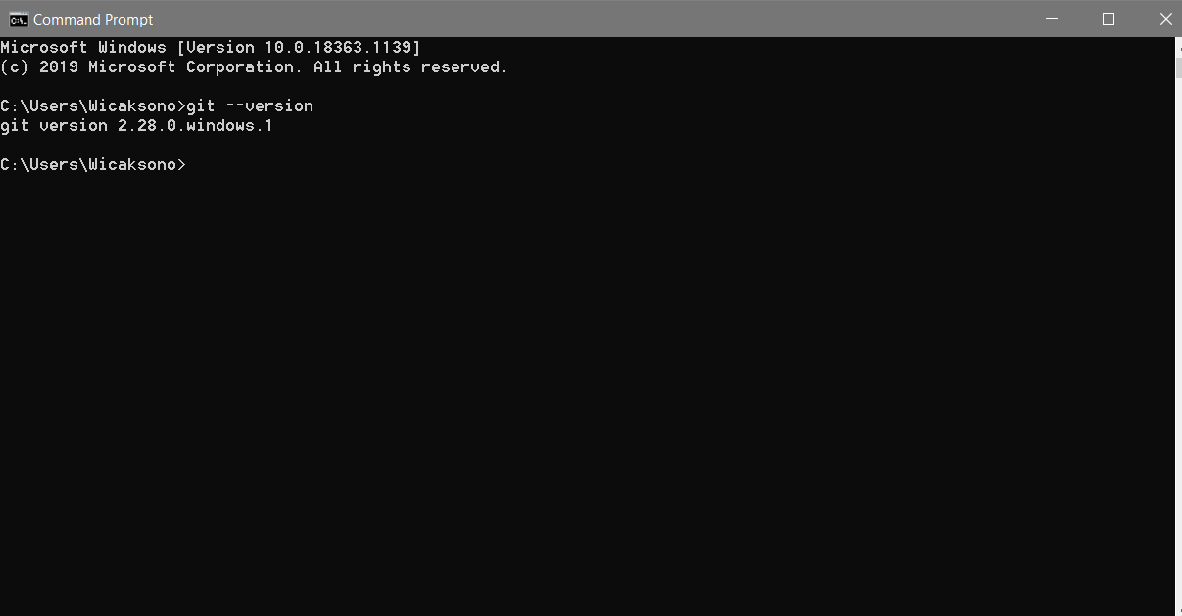 Command Prompt
Microsoft Windows [Version 10.0.18363.1139]
(c) 2019 Microsoft Corporation. All rights reserved.
C:\Users\Wicaksono>git --version
git version 2.28.0.windows.1
C:\Users\Wicaksono>